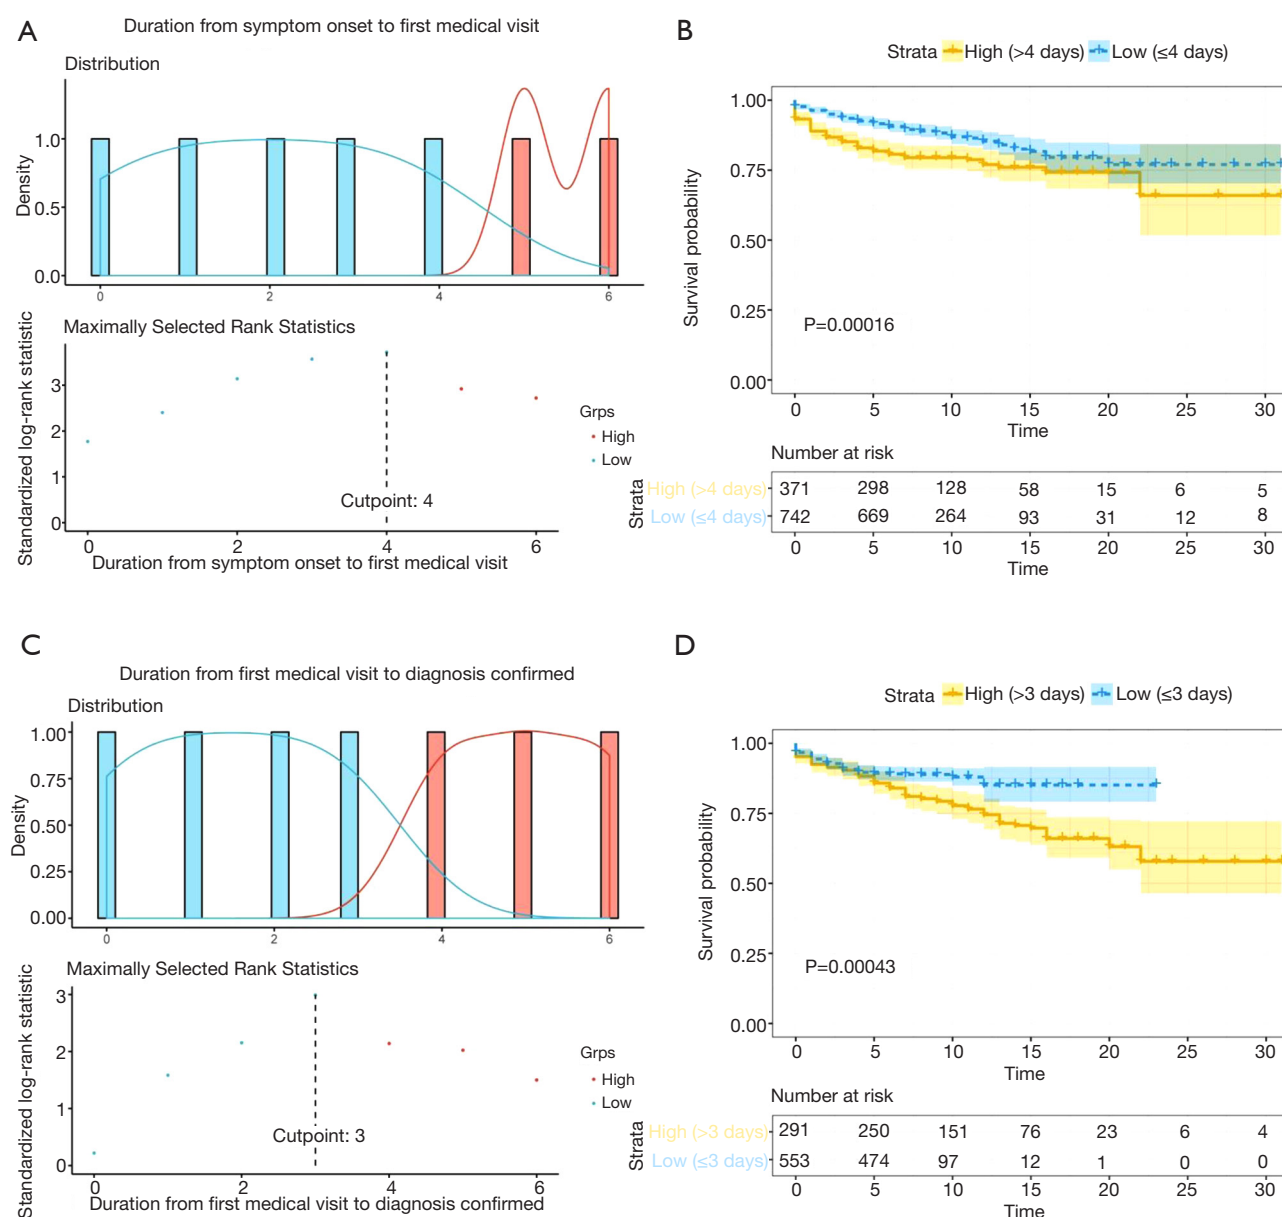 A
Duration from symptom onset to first medical visit
Distribution
Density
1.0
0.5
0.0
0 2 4 6
Maximally Selected Rank Statistics
Standardized log-rank statistic
3
2
1
0
Cutpoint: 4
Grps
High
Low
0 2 4 6
Duration from symptom onset to first medical visit
B
Strata High (>4 days) Low (≤4 days)
Survival probability
1.00
0.75
0.50
0.25
0.00
P=0.00016
0 5 10 15 20 25 30
Time
Number at risk
Strata
High (>4 days) 371 298 128 58 15 6 5
Low (≤4 days) 742 669 264 93 31 12 8
0 5 10 15 20 25 30
Time
C
Duration from first medical visit to diagnosis confirmed
Distribution
Density
1.00
0.75
0.50
0.25
0.00
0 2 4 6
Maximally Selected Rank Statistics
Standardized log-rank statistic
3
2
1
0
Cutpoint: 3
Grps
High
Low
0 2 4 6
Duration from first medical visit to diagnosis confirmed
D
Strata High (>3 days) Low (≤3 days)
Survival probability
1.00
0.75
0.50
0.25
0.00
P=0.00043
0 5 10 15 20 25 30
Time
Number at risk
Strata
High (>3 days) 291 250 151 76 23 6 4
Low (≤3 days) 553 474 97 12 1 0 0
0 5 10 15 20 25 30
Time